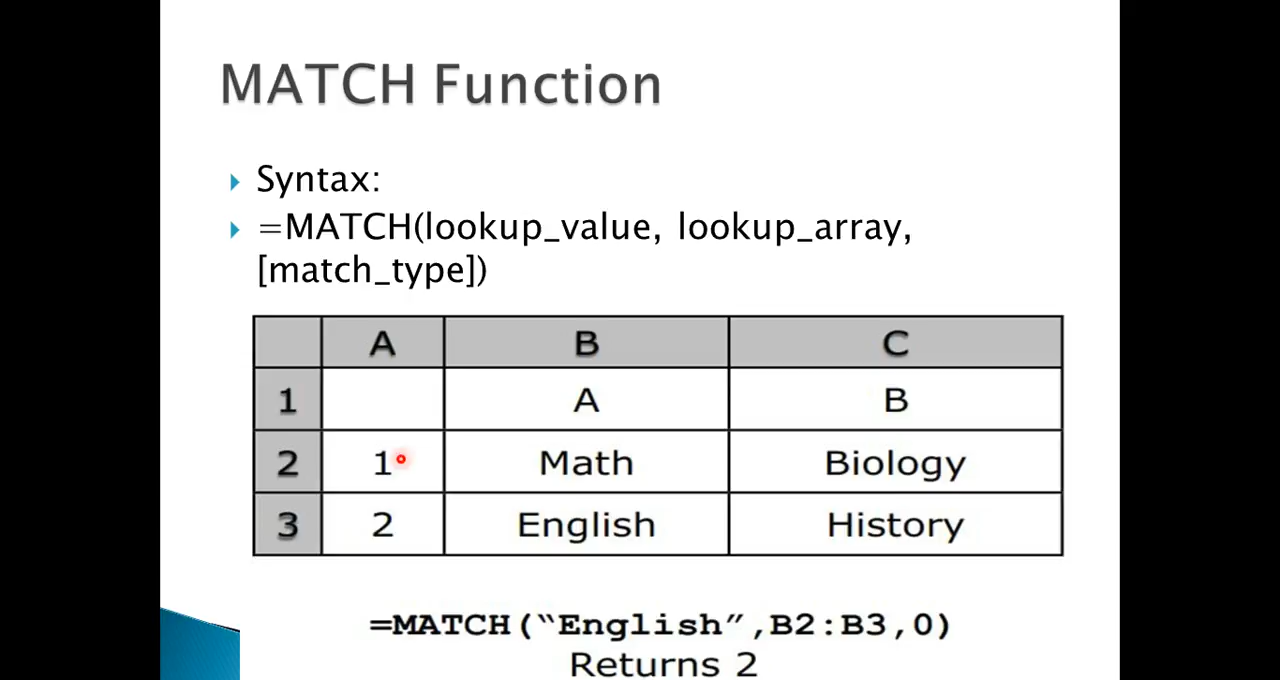 MATCH Function
Syntax:
=MATCH(lookup_value, lookup_array,
[match_type])
A B C
1 A B
2 1 Math Biology
3 2 English History
=MATCH(“English”,B2:B3,0)
Returns 2